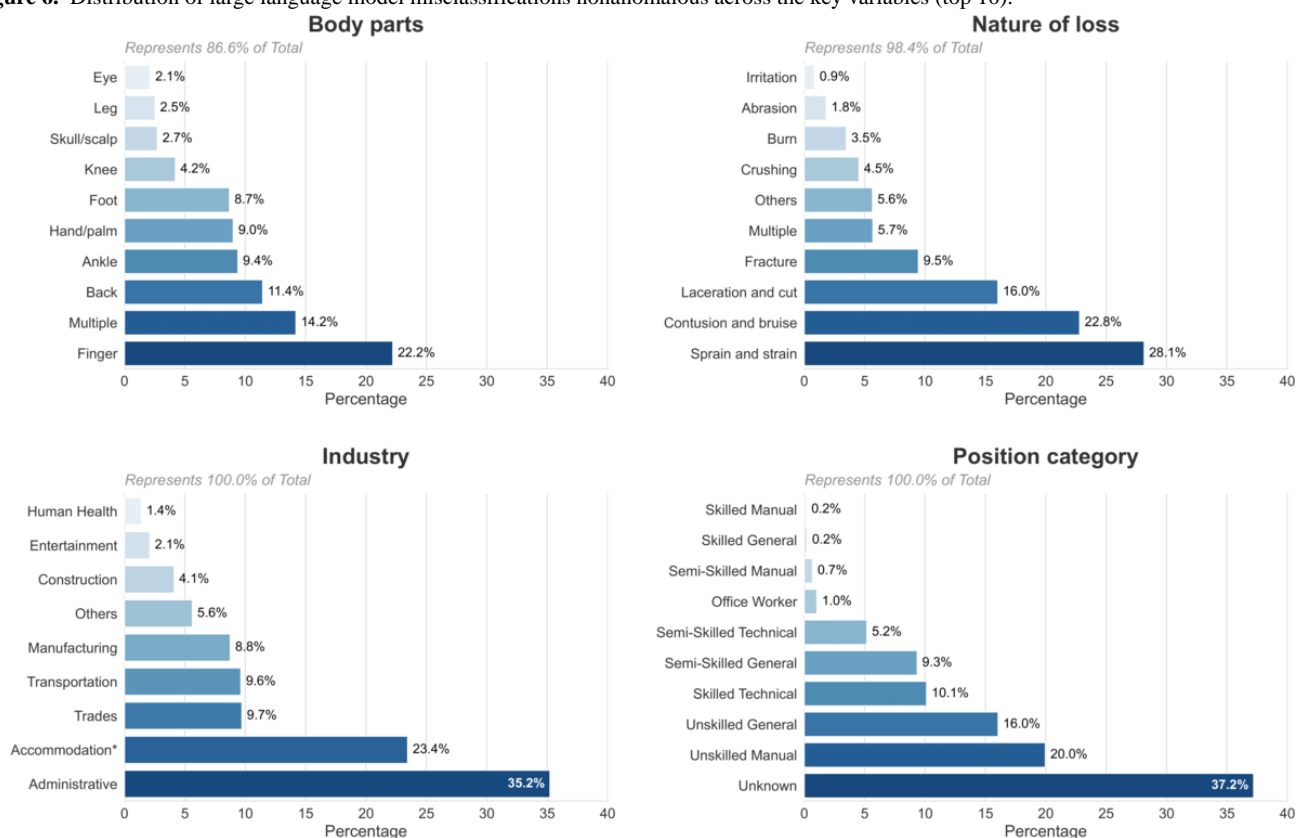 gure 6. Distribution of large language model misclassifications nonanomalous across the key variables (top 10).
Body parts
Represents 86.6% of Total
Eye 2.1%
Leg 2.5%
Skull/scalp 2.7%
Knee 4.2%
Foot 8.7%
Hand/palm 9.0%
Ankle 9.4%
Back 11.4%
Multiple 14.2%
Finger 22.2%
0 5 10 15 20 25 30 35 40
Percentage
Nature of loss
Represents 98.4% of Total
Irritation 0.9%
Abrasion 1.8%
Burn 3.5%
Crushing 4.5%
Others 5.6%
Multiple 5.7%
Fracture 9.5%
Laceration and cut 16.0%
Contusion and bruise 22.8%
Sprain and strain 28.1%
0 5 10 15 20 25 30 35 40
Percentage
Industry
Represents 100.0% of Total
Human Health 1.4%
Entertainment 2.1%
Construction 4.1%
Others 5.6%
Manufacturing 8.8%
Transportation 9.6%
Trades 9.7%
Accommodation* 23.4%
Administrative 35.2%
0 5 10 15 20 25 30 35 40
Percentage
Position category
Represents 100.0% of Total
Skilled Manual 0.2%
Skilled General 0.2%
Semi-Skilled Manual 0.7%
Office Worker 1.0%
Semi-Skilled Technical 5.2%
Semi-Skilled General 9.3%
Skilled Technical 10.1%
Unskilled General 16.0%
Unskilled Manual 20.0%
Unknown 37.2%
0 5 10 15 20 25 30 35 40
Percentage